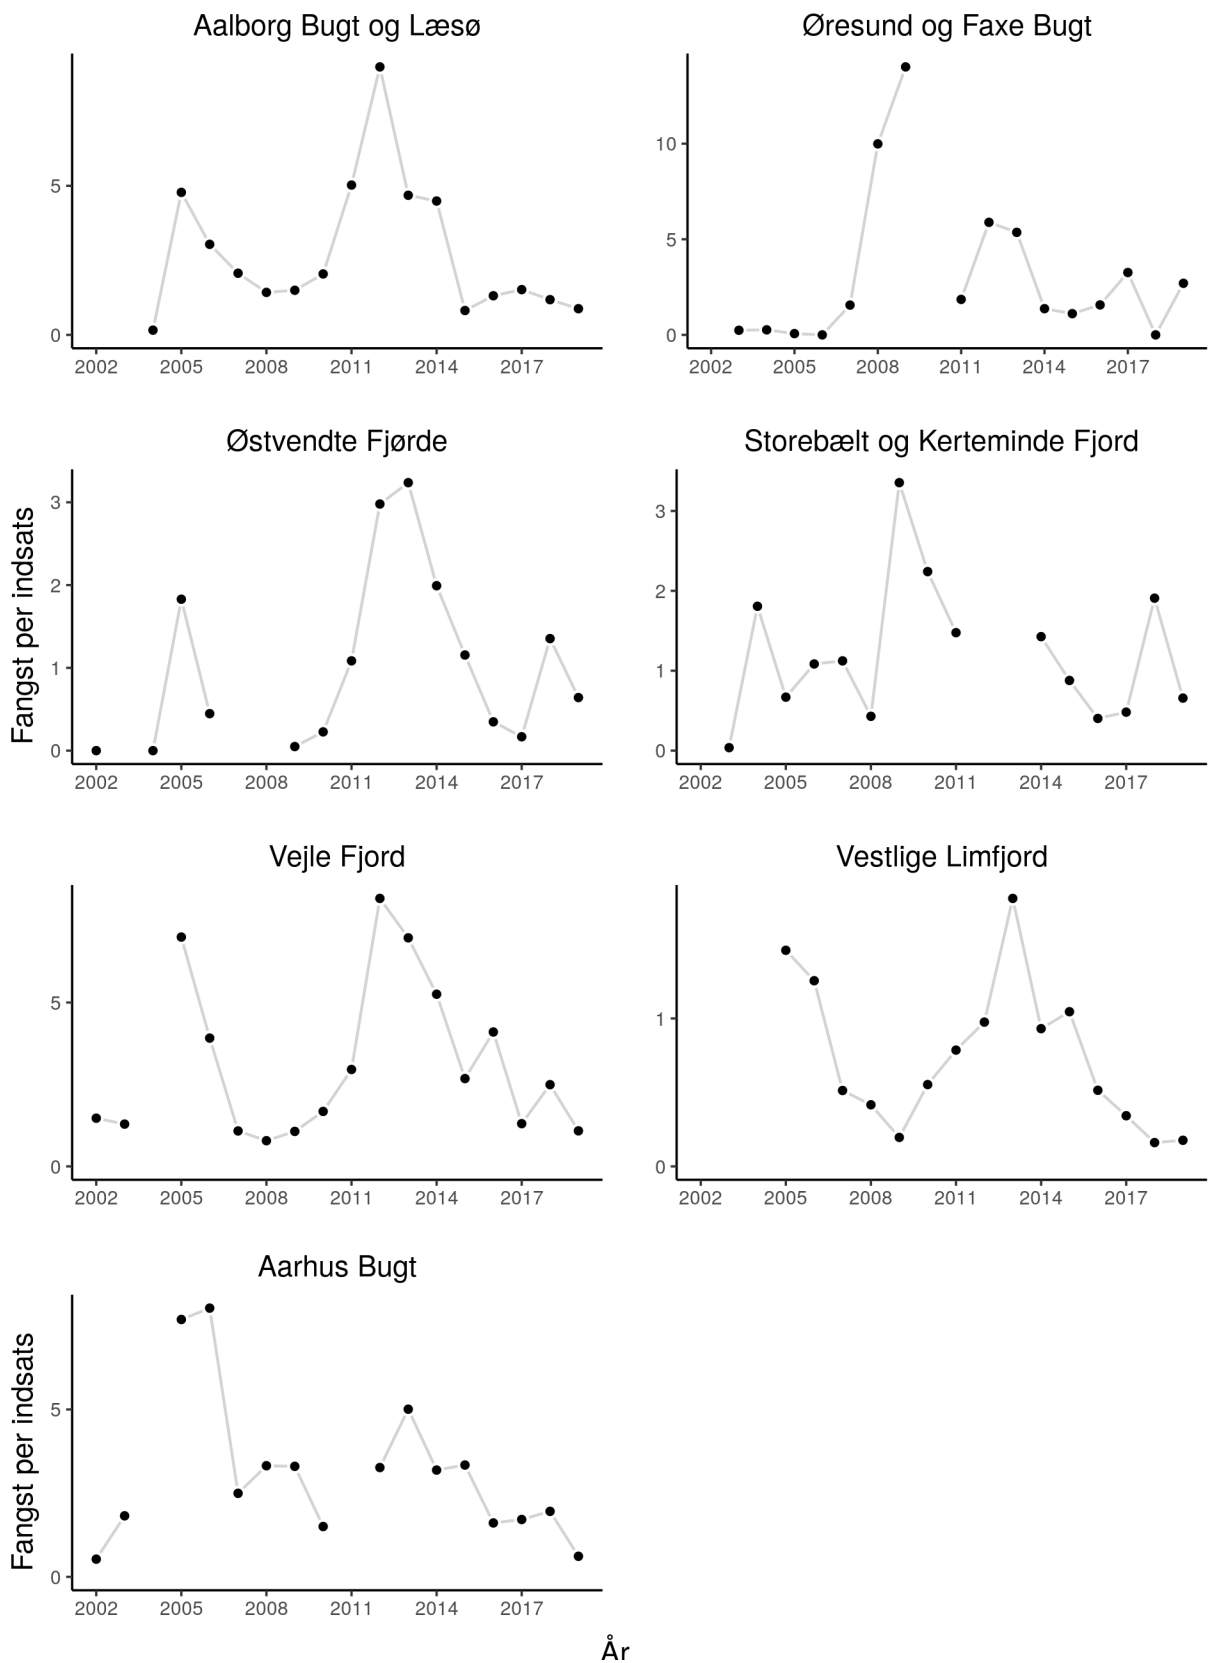 Aalborg Bugt og Læsø
5
0
2002 2005 2008 2011 2014 2017
Øresund og Faxe Bugt
10
5
0
2002 2005 2008 2011 2014 2017
Østvendte Fjørde
Fangst per indsats
3
2
1
0
2002 2005 2008 2011 2014 2017
Storebælt og Kerteminde Fjord
3
2
1
0
2002 2005 2008 2011 2014 2017
Vejle Fjord
5
0
2002 2005 2008 2011 2014 2017
Vestlige Limfjord
1
0
2002 2005 2008 2011 2014 2017
Aarhus Bugt
Fangst per indsats
5
0
2002 2005 2008 2011 2014 2017
År